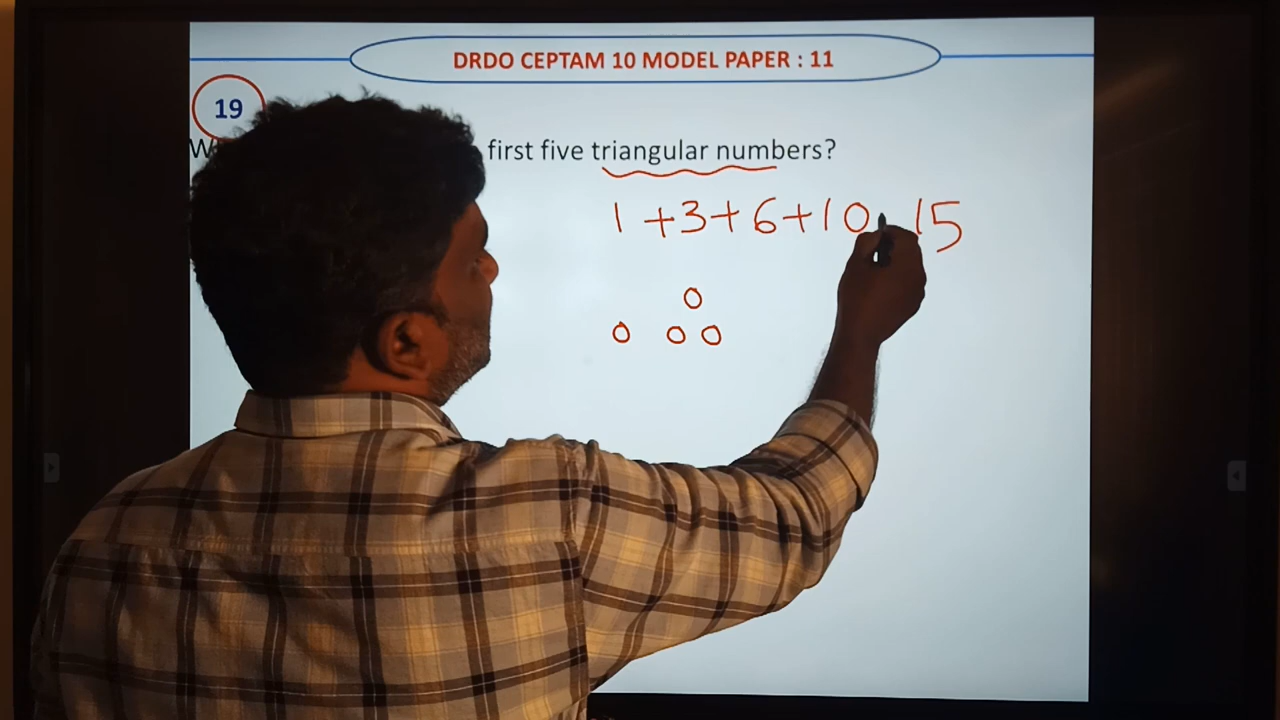 DRDO CEPTAM 10 MODEL PAPER : 11
19
first five triangular numbers?
1 +3+6+10 15